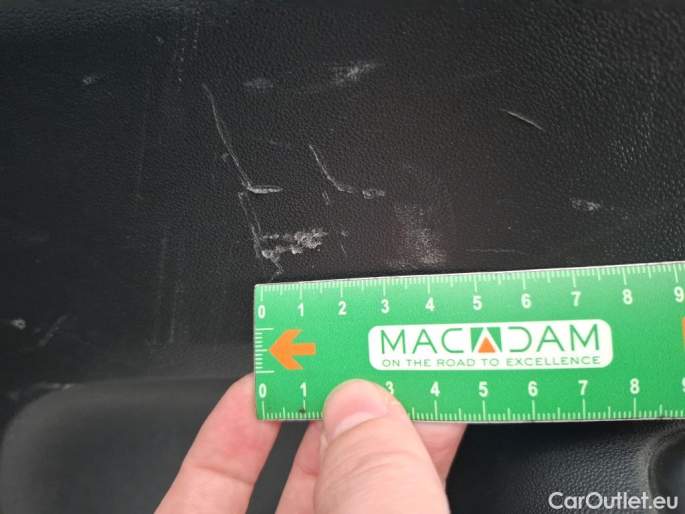 0 1 2 3 4 5 6 7 8 9
MACADAM
ON THE ROAD TO EXCELLENCE
0 1 3 4 5 6 7 8 9
CarOutlet.eu